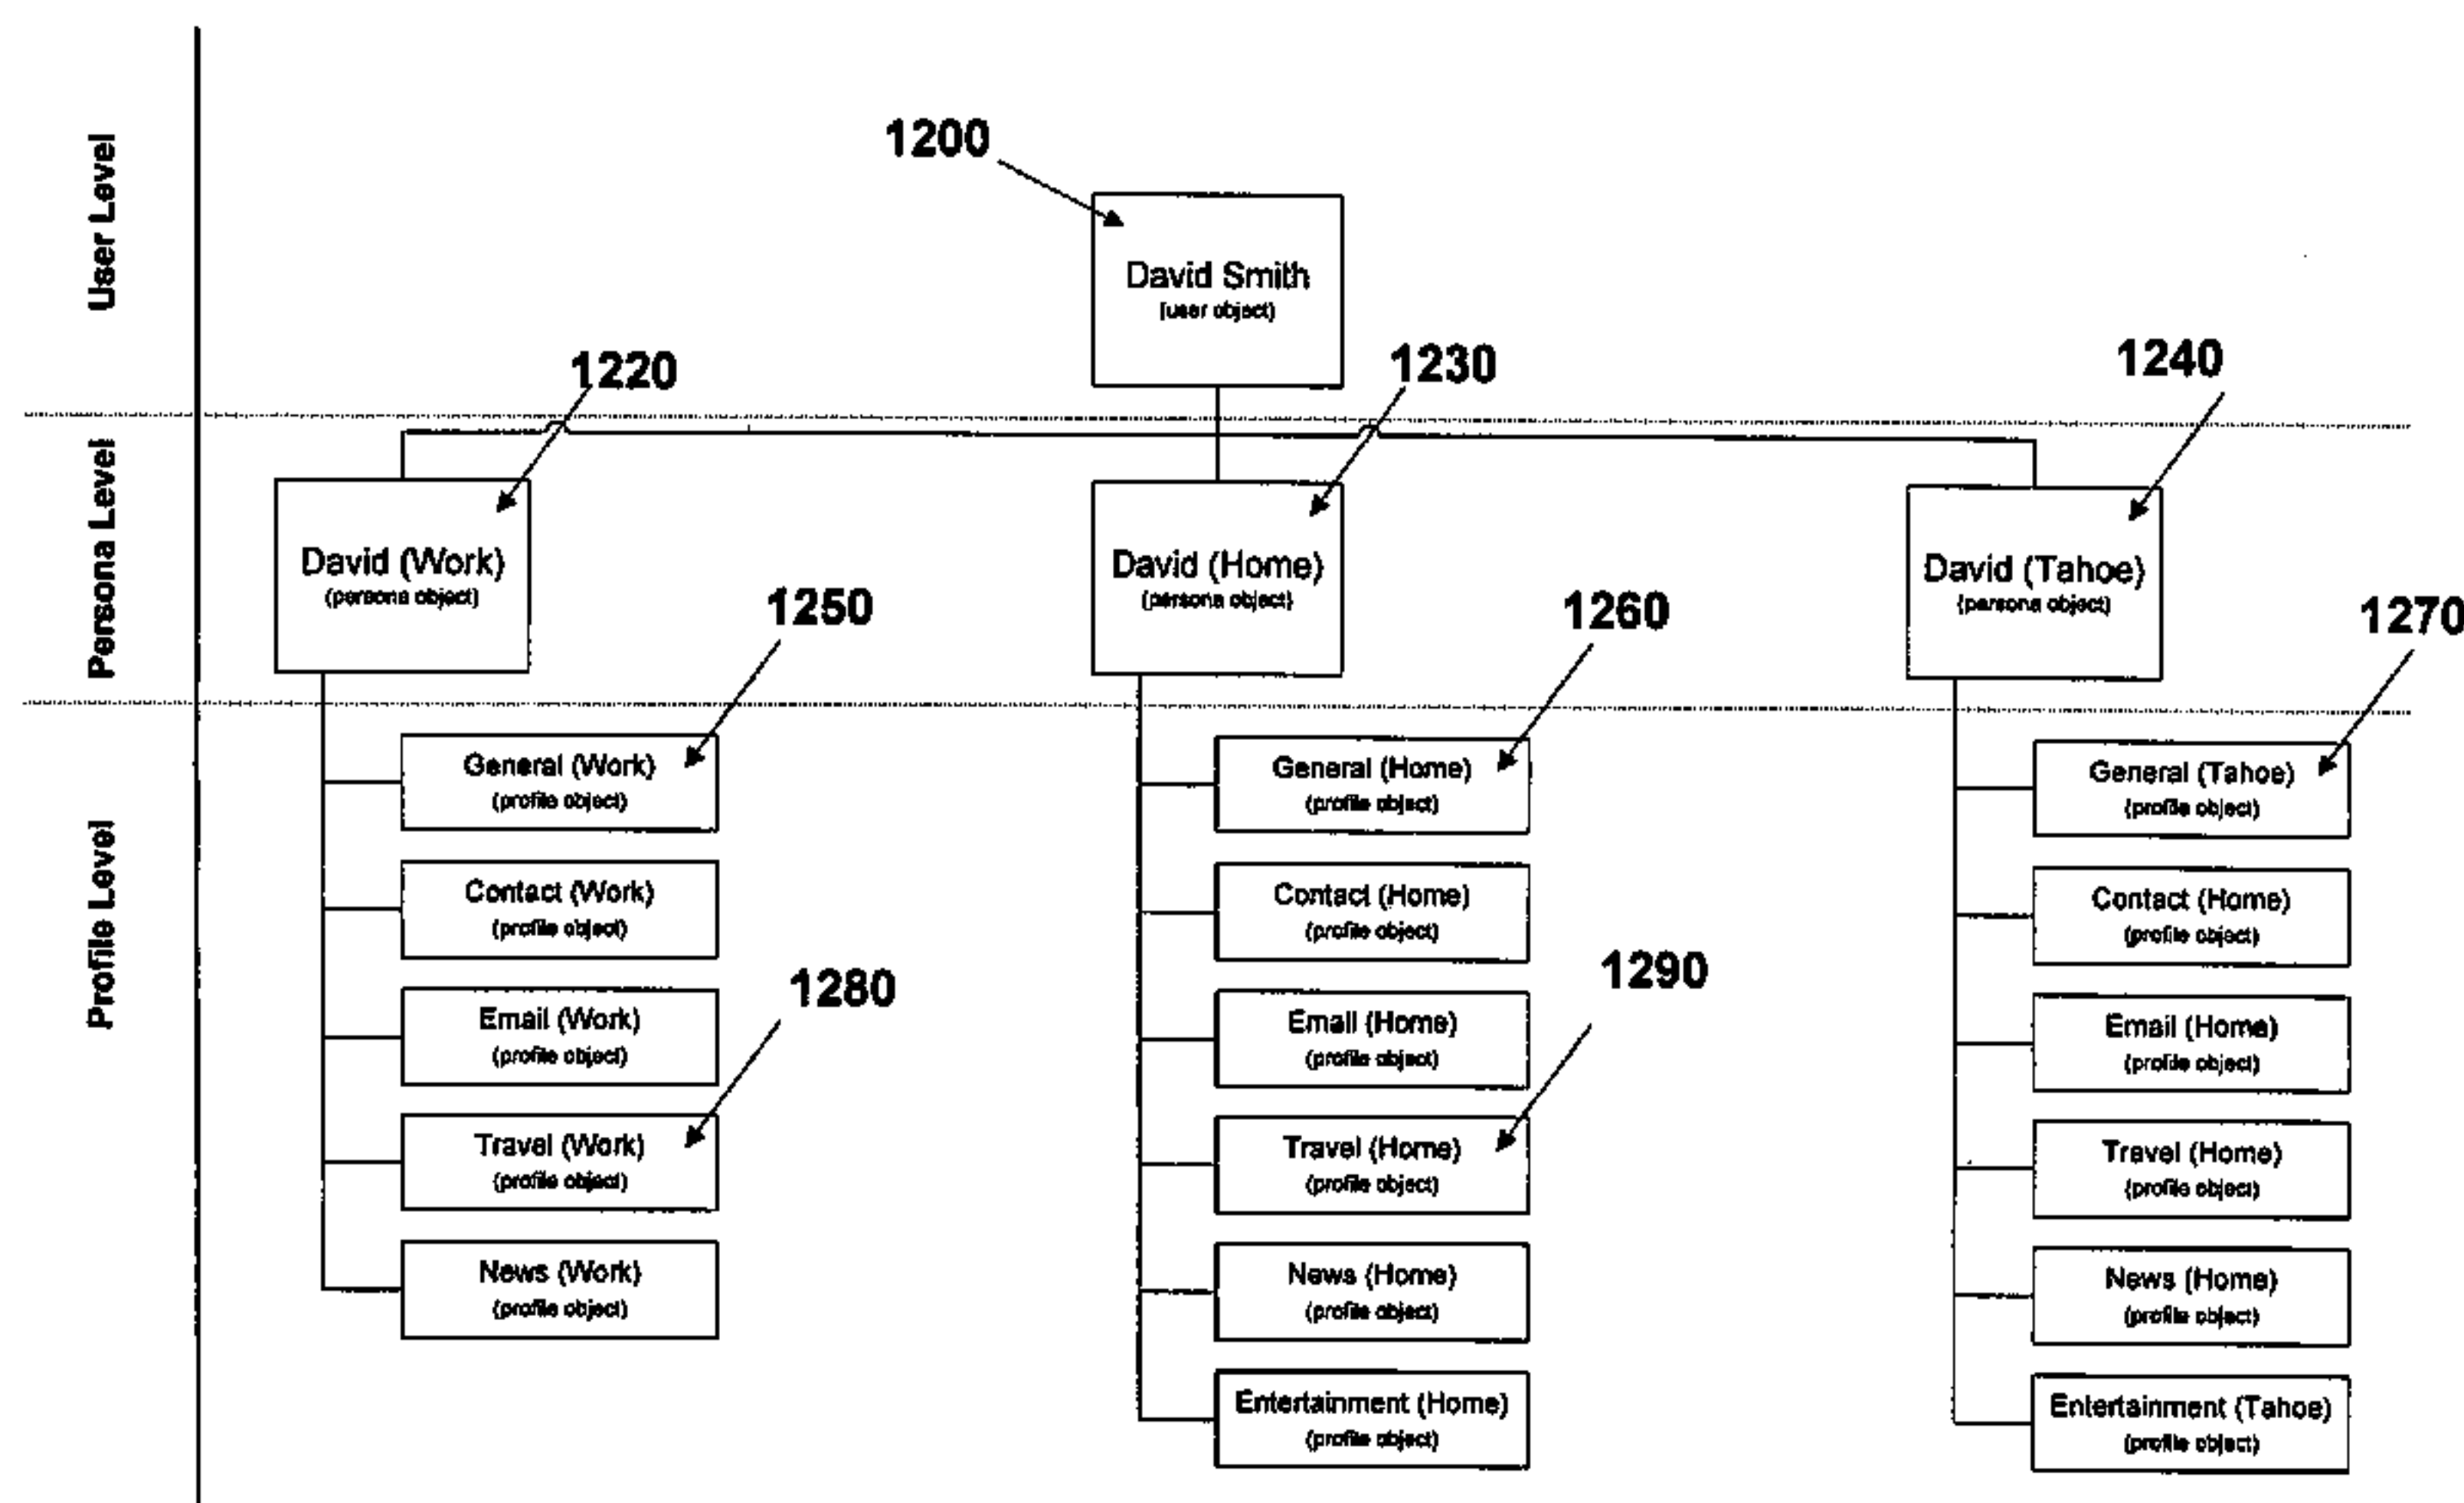 User Level
1200
David Smith
(user object)
1220
1230
1240
Persona Level
David (Work)
(persona object)
David (Home)
(persona object)
David (Tahoe)
(persona object)
1250
1260
1270
Profile Level
General (Work)
(profile object)
Contact (Work)
(profile object)
1280
Email (Work)
(profile object)
Travel (Work)
(profile object)
News (Work)
(profile object)
General (Home)
(profile object)
Contact (Home)
(profile object)
1290
Email (Home)
(profile object)
Travel (Home)
(profile object)
News (Home)
(profile object)
Entertainment (Home)
(profile object)
General (Tahoe)
(profile object)
Contact (Home)
(profile object)
Email (Home)
(profile object)
Travel (Home)
(profile object)
News (Home)
(profile object)
Entertainment (Tahoe)
(profile object)